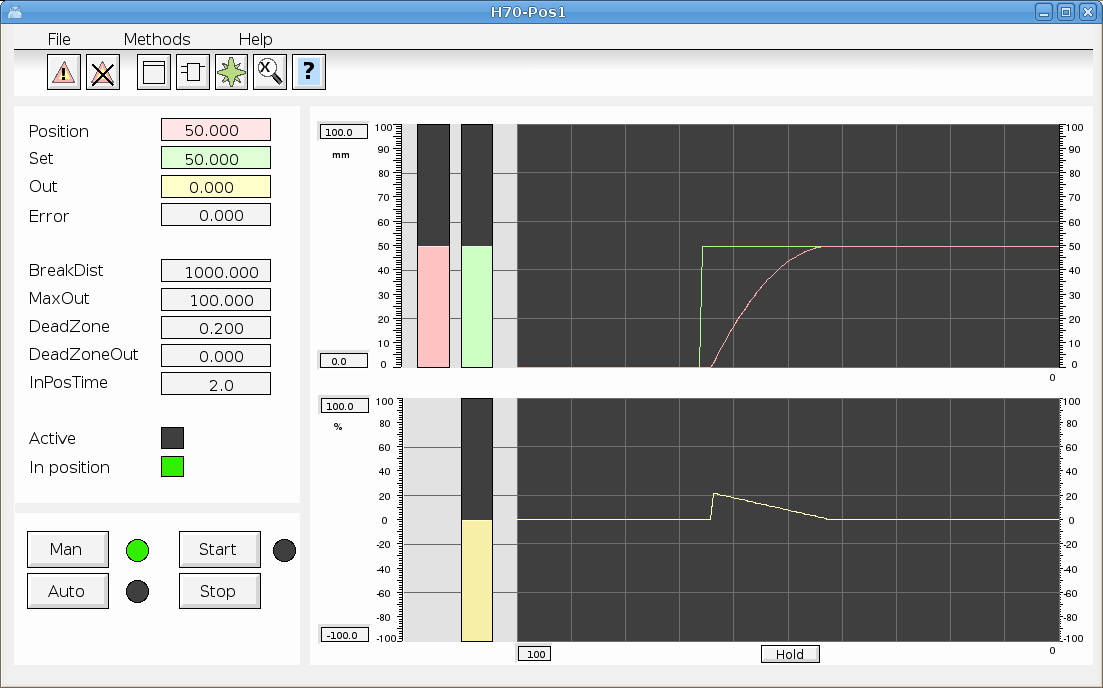 H70-Pos1
File Methods Help
Position 50.000
Set 50.000
Out 0.000
Error 0.000
BreakDist 1000.000
MaxOut 100.000
DeadZone 0.200
DeadZoneOut 0.000
InPosTime 2.0
Active
In position
Man Start
Auto Stop
100.0 100 100
mm 90 90
80 80
70 70
60 60
50 50
40 40
30 30
20 20
10 10
0.0 0 0
0
100.0 100 100
% 80 80
60 60
40 40
20 20
0 0
-20 -20
-40 -40
-60 -60
-80 -80
-100.0 -100 -100
100 Hold 0
X
?